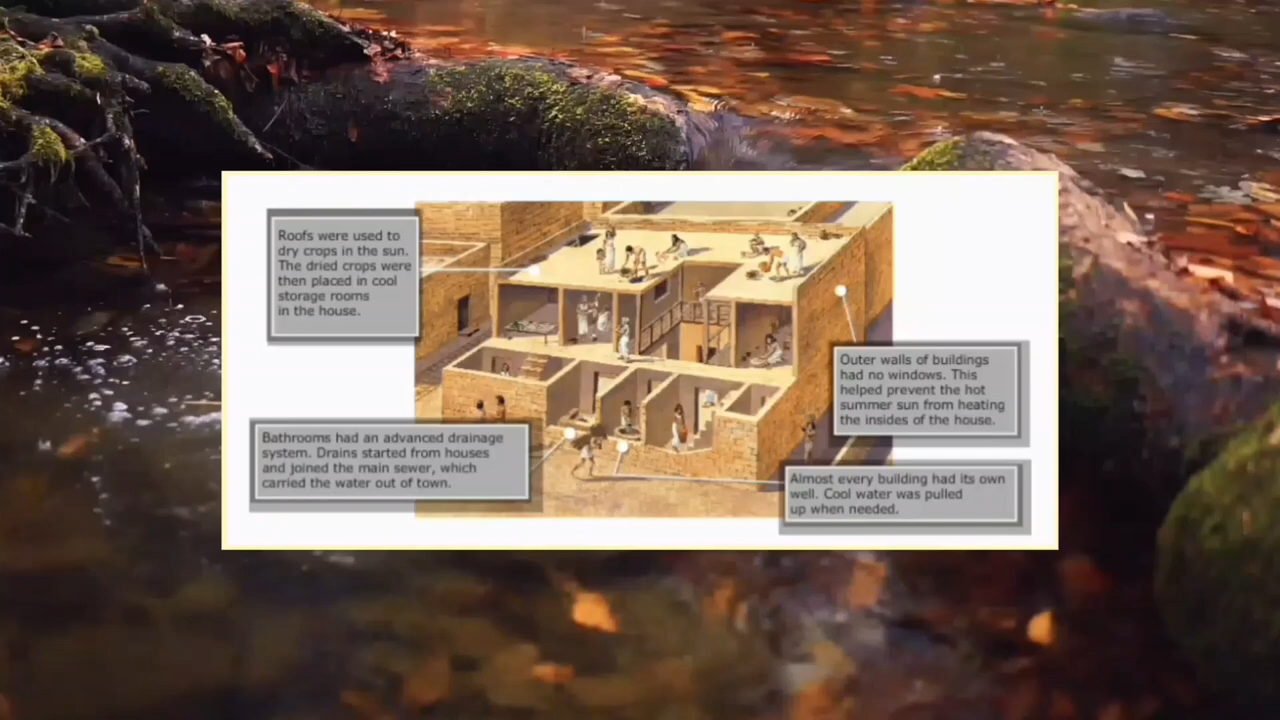 Roofs were used to
dry crops in the sun.
The dried crops were
then placed in cool
storage rooms
in the house.
Outer walls of buildings
had no windows. This
helped prevent the hot
summer sun from heating
the insides of the house.
Bathrooms had an advanced drainage
system. Drains started from houses
and joined the main sewer, which
carried the water out of town.
Almost every building had its own
well. Cool water was pulled
up when needed.